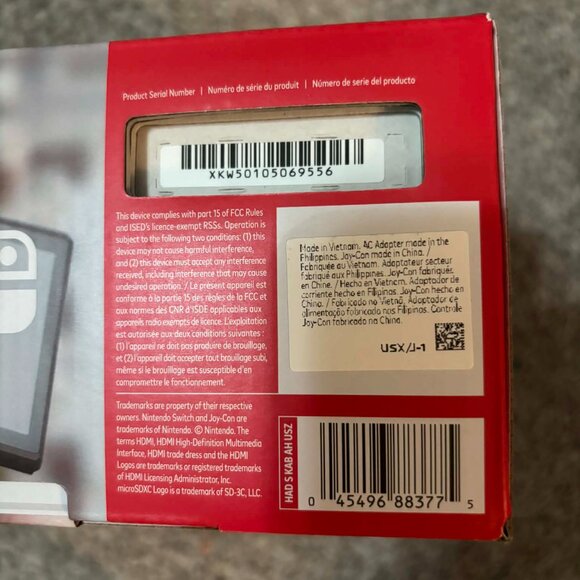 Product Serial Number | Numéro de série du produit | Número de serie del producto
XKW50105069556
This device complies with part 15 of FCC Rules
and ISED's licence-exempt RSSs. Operation is
subject to the following two conditions: (1) this
device may not cause harmful interference,
and (2) this device must accept any interference
received, including interference that may cause
undesired operation. / Le présent appareil est
conforme à la partie 15 des règles de la FCC et
aux normes des CNR d'ISDE applicables aux
appareils radio exempts de licence. L'exploitation
est autorisée aux deux conditions suivantes :
(1) l'appareil ne doit pas produire de brouillage,
et (2) l'appareil doit accepter tout brouillage subi,
même si le brouillage est susceptible d'en
compromettre le fonctionnement.
Made in Vietnam. AC Adapter made in the
Philippines. Joy-Con made in China. /
Fabriquée au Vietnam. Adaptateur secteur
fabriqué aux Philippines. Joy-Con fabriqués
en Chine. / Hecho en Vietnam. Adaptador de
corriente hecho en Filipinas. Joy-Con hecho en
China. / Fabricado no Vietnã. Adaptador de
alimentação fabricado nas Filipinas. Controle
Joy-Con fabricado na China.
USX/J-1
Trademarks are property of their respective
owners. Nintendo Switch and Joy-Con are
trademarks of Nintendo. © Nintendo. The
terms HDMI, HDMI High-Definition Multimedia
Interface, HDMI trade dress and the HDMI
Logos are trademarks or registered trademarks
of HDMI Licensing Administrator, Inc.
microSDXC Logo is a trademark of SD-3C, LLC.
HAD S KAB AH USZ
0 45496 88377 5